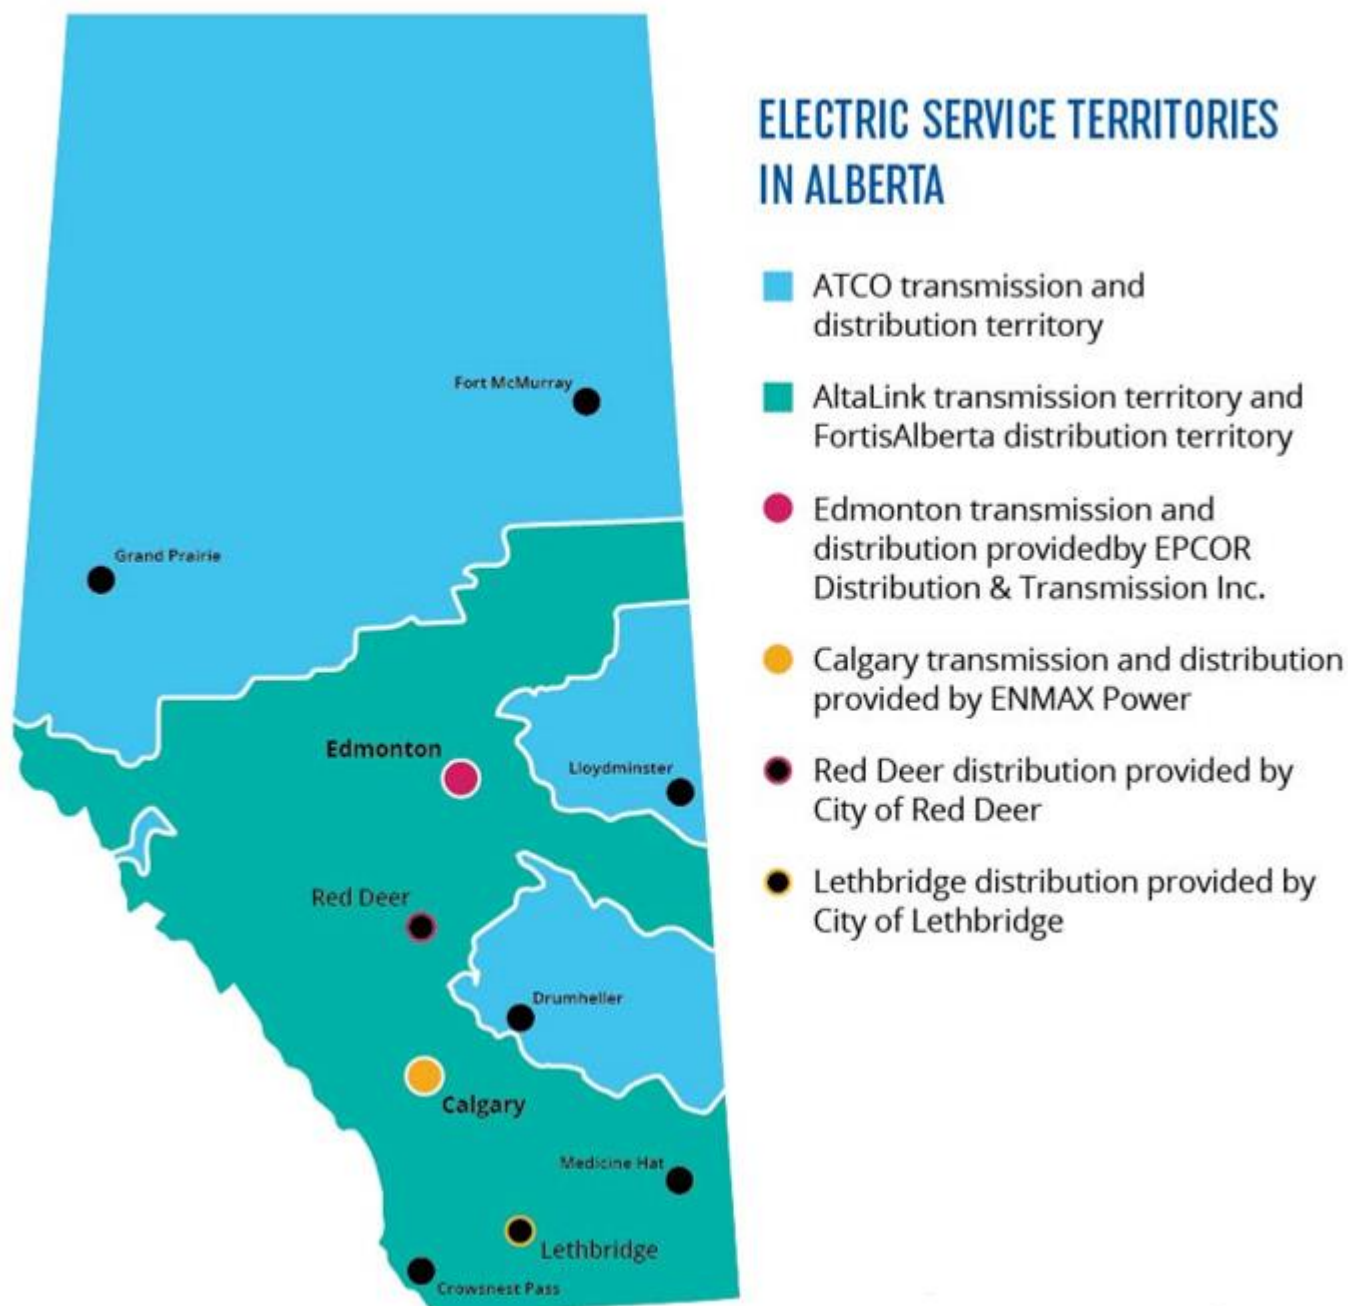 ELECTRIC SERVICE TERRITORIES
IN ALBERTA
ATCO transmission and
distribution territory
AltaLink transmission territory and
FortisAlberta distribution territory
Edmonton transmission and
distribution providedby EPCOR
Distribution & Transmission Inc.
Calgary transmission and distribution
provided by ENMAX Power
Red Deer distribution provided by
City of Red Deer
Lethbridge distribution provided by
City of Lethbridge
Fort McMurray
Grand Prairie
Edmonton
Lloydminster
Red Deer
Drumheller
Calgary
Medicine Hat
Lethbridge
Crowsnest Pass